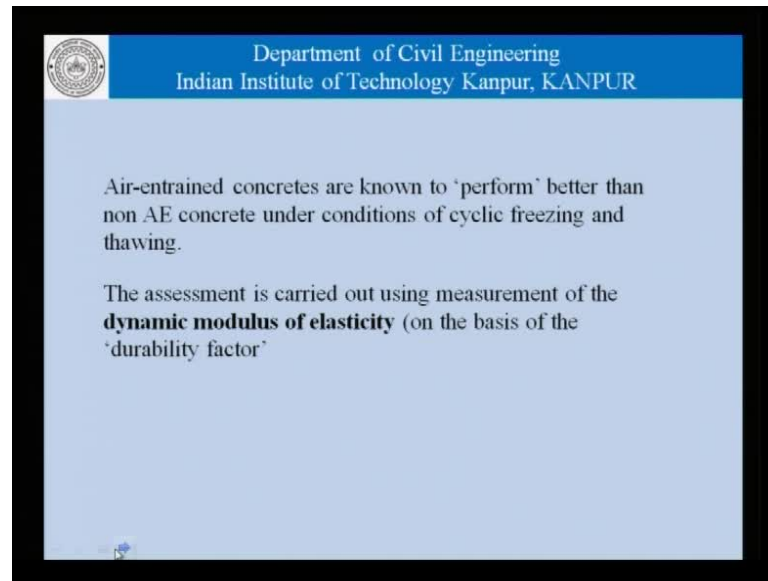 Department of Civil Engineering
Indian Institute of Technology Kanpur, KANPUR
Air-entrained concretes are known to ‘perform’ better than
non AE concrete under conditions of cyclic freezing and
thawing.
The assessment is carried out using measurement of the
dynamic modulus of elasticity (on the basis of the
‘durability factor’